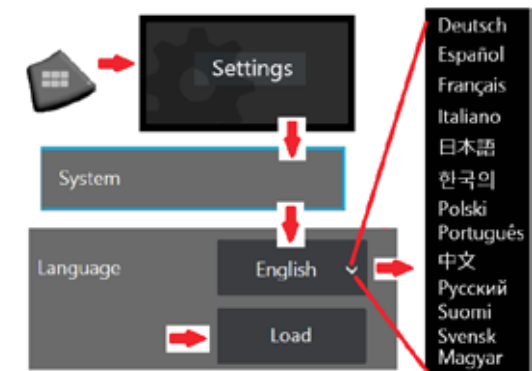 Settings
System
Language
English
Load
Deutsch
Español
Français
Italiano
日本語
한국의
Polski
Português
中文
Русский
Suomi
Svensk
Magyar